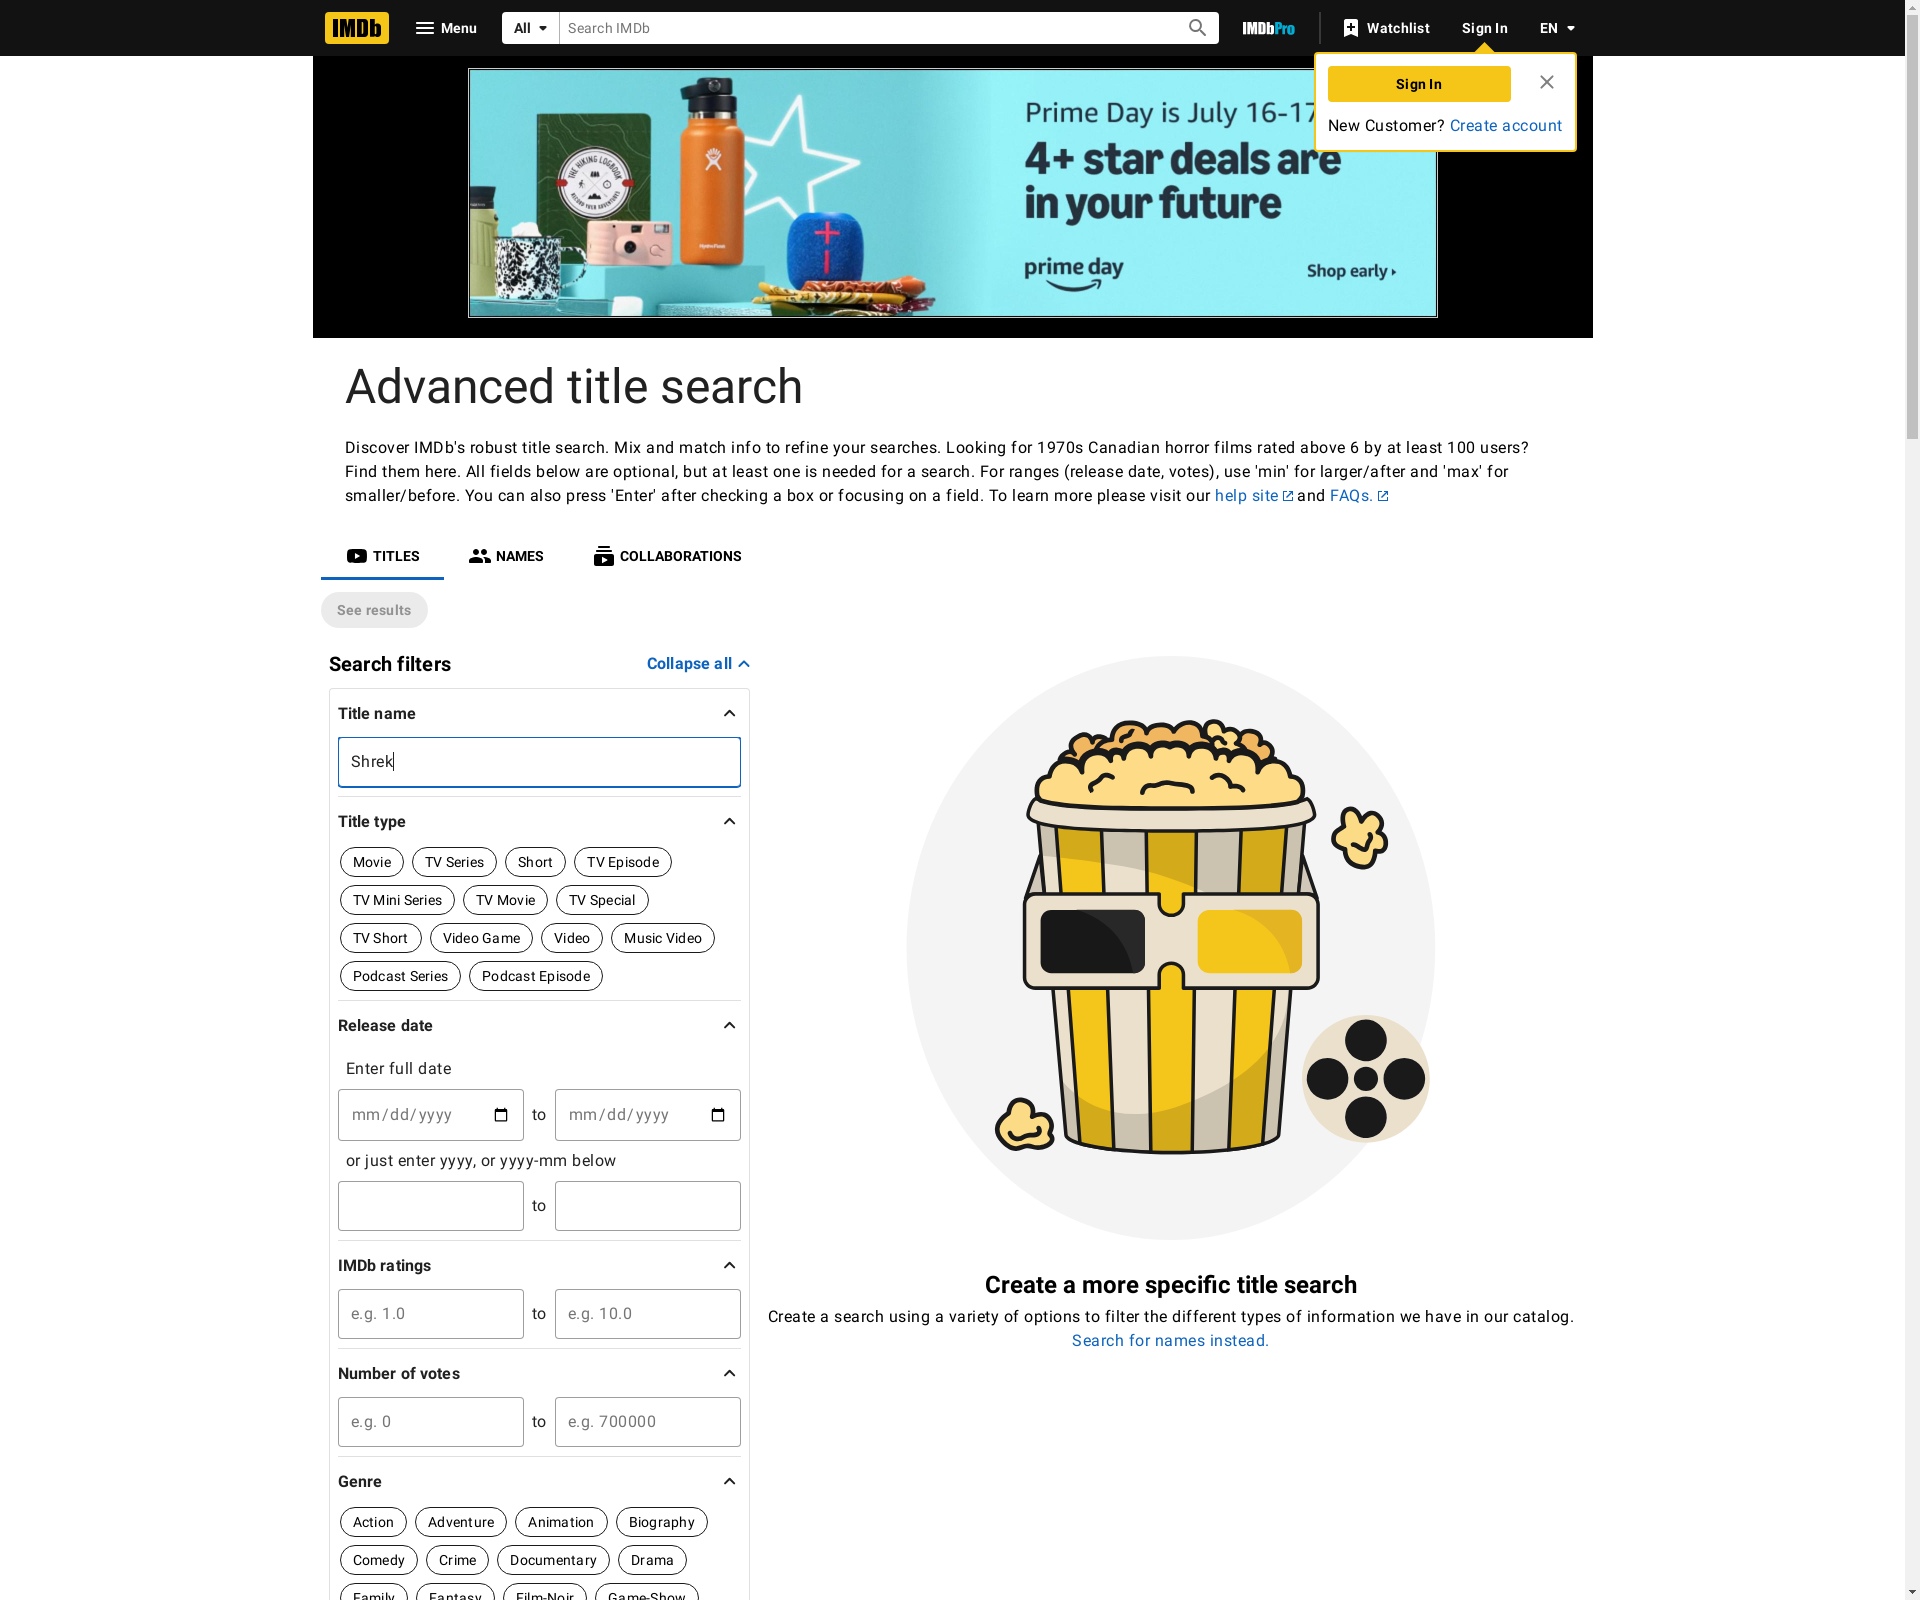 IMDb Menu All Search IMDb IMDbPro Watchlist Sign In EN
Sign In
New Customer? Create account
THE HIKING LOGBOOK
RECORD YOUR ADVENTURES
HydroFlask
Prime Day is July 16-17
4+ star deals are
in your future
prime day
Shop early
Advanced title search
Discover IMDb's robust title search. Mix and match info to refine your searches. Looking for 1970s Canadian horror films rated above 6 by at least 100 users?
Find them here. All fields below are optional, but at least one is needed for a search. For ranges (release date, votes), use 'min' for larger/after and 'max' for
smaller/before. You can also press 'Enter' after checking a box or focusing on a field. To learn more please visit our help site and FAQs.
TITLES NAMES COLLABORATIONS
See results
Search filters Collapse all
Title name
Shrek
Title type
Movie TV Series Short TV Episode
TV Mini Series TV Movie TV Special
TV Short Video Game Video Music Video
Podcast Series Podcast Episode
Release date
Enter full date
mm/dd/yyyy to mm/dd/yyyy
or just enter yyyy, or yyyy-mm below
to
IMDb ratings
e.g. 1.0 to e.g. 10.0
Number of votes
e.g. 0 to e.g. 700000
Genre
Action Adventure Animation Biography
Comedy Crime Documentary Drama
Family Fantasy Film-Noir Game-Show
Create a more specific title search
Create a search using a variety of options to filter the different types of information we have in our catalog.
Search for names instead.